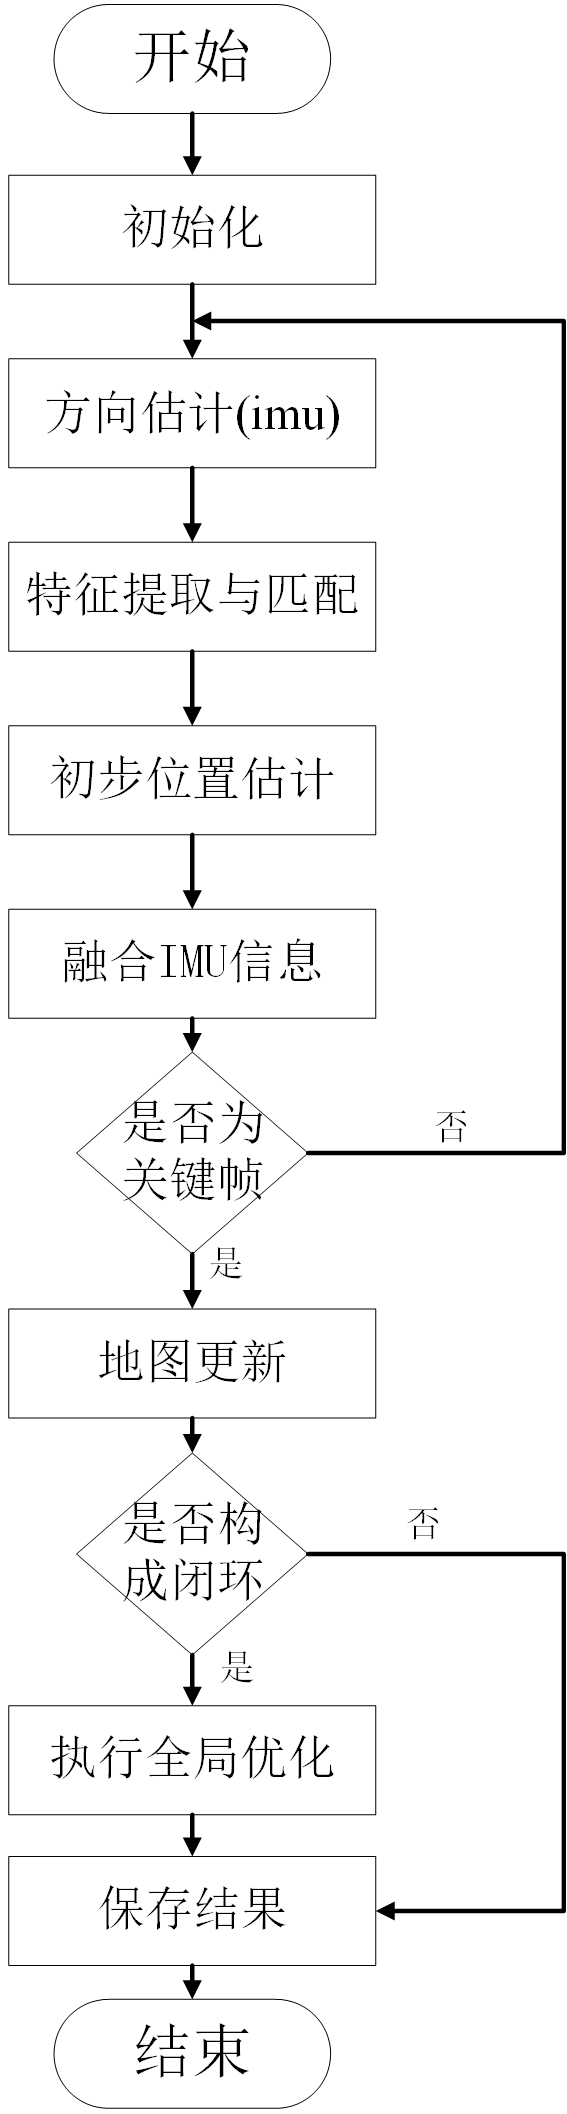 开始
初始化
方向估计(imu)
特征提取与匹配
初步位置估计
融合IMU信息
是否为
关键帧
否
是
地图更新
是否构
成闭环
否
是
执行全局优化
保存结果
结束